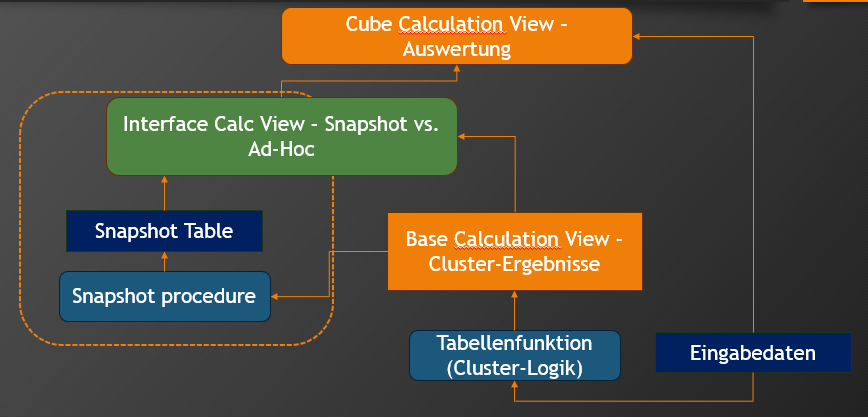 Cube Calculation View –
Auswertung
Interface Calc View – Snapshot vs.
Ad-Hoc
Snapshot Table
Base Calculation View –
Cluster-Ergebnisse
Snapshot procedure
Tabellenfunktion
(Cluster-Logik)
Eingabedaten